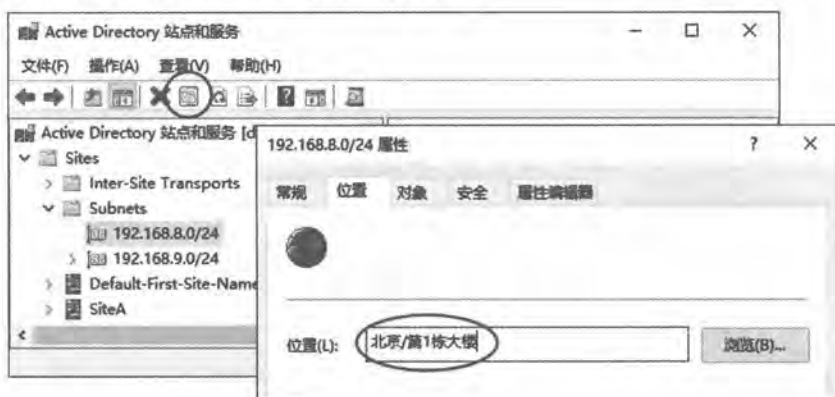 Active Directory 站点和服务
文件(F) 操作(A) 查看(V) 帮助(H)
Active Directory 站点和服务 [d
Sites
Inter-Site Transports
Subnets
192.168.8.0/24
192.168.9.0/24
Default-First-Site-Name
SiteA
192.168.8.0/24 属性
常规 位置 对象 安全 属性编辑器
位置(L): 北京/第1栋大楼 浏览(B)...